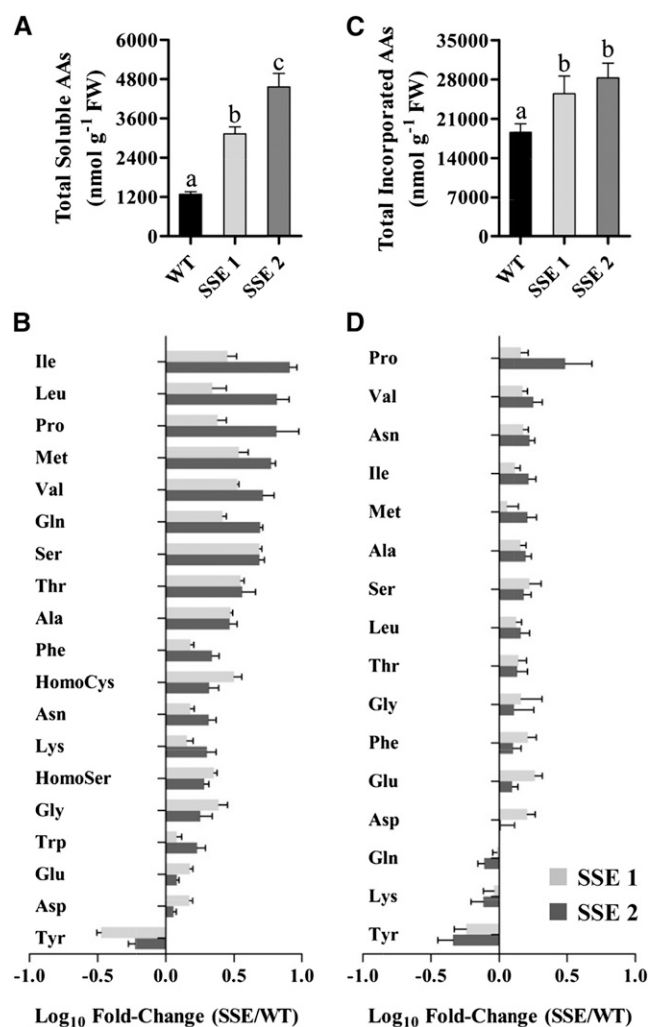 A
Total Soluble AAs
(nmol g⁻¹ FW)
6000
4800
3600
2400
1200
0
a
b
c
WT
SSE 1
SSE 2
C
Total Incorporated AAs
(nmol g⁻¹ FW)
35000
28000
21000
14000
7000
0
a
b
b
WT
SSE 1
SSE 2
B
Ile
Leu
Pro
Met
Val
Gln
Ser
Thr
Ala
Phe
HomoCys
Asn
Lys
HomoSer
Gly
Trp
Glu
Asp
Tyr
-1.0 -0.5 0.0 0.5 1.0
Log₁₀ Fold-Change (SSE/WT)
D
Pro
Val
Asn
Ile
Met
Ala
Ser
Leu
Thr
Gly
Phe
Glu
Asp
Gln
Lys
Tyr
SSE 1
SSE 2
-1.0 -0.5 0.0 0.5 1.0
Log₁₀ Fold-Change (SSE/WT)